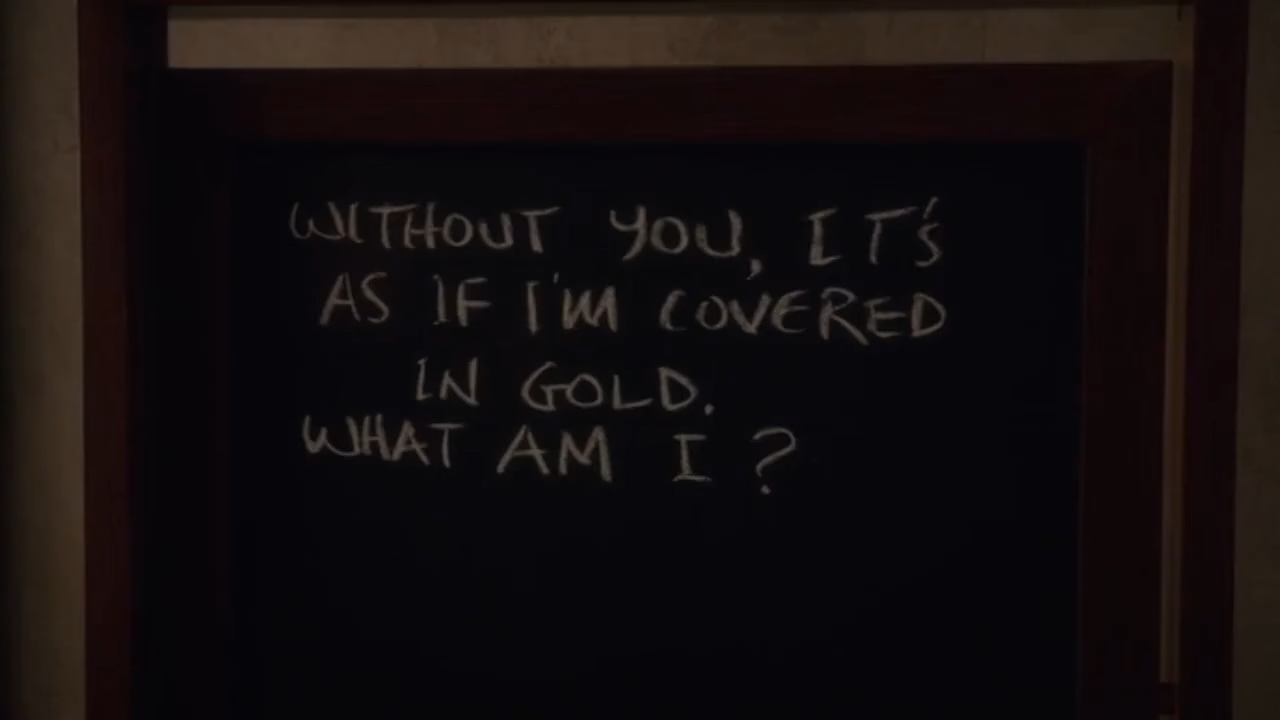 WITHOUT YOU, IT'S
AS IF I'M COVERED
IN GOLD.
WHAT AM I?